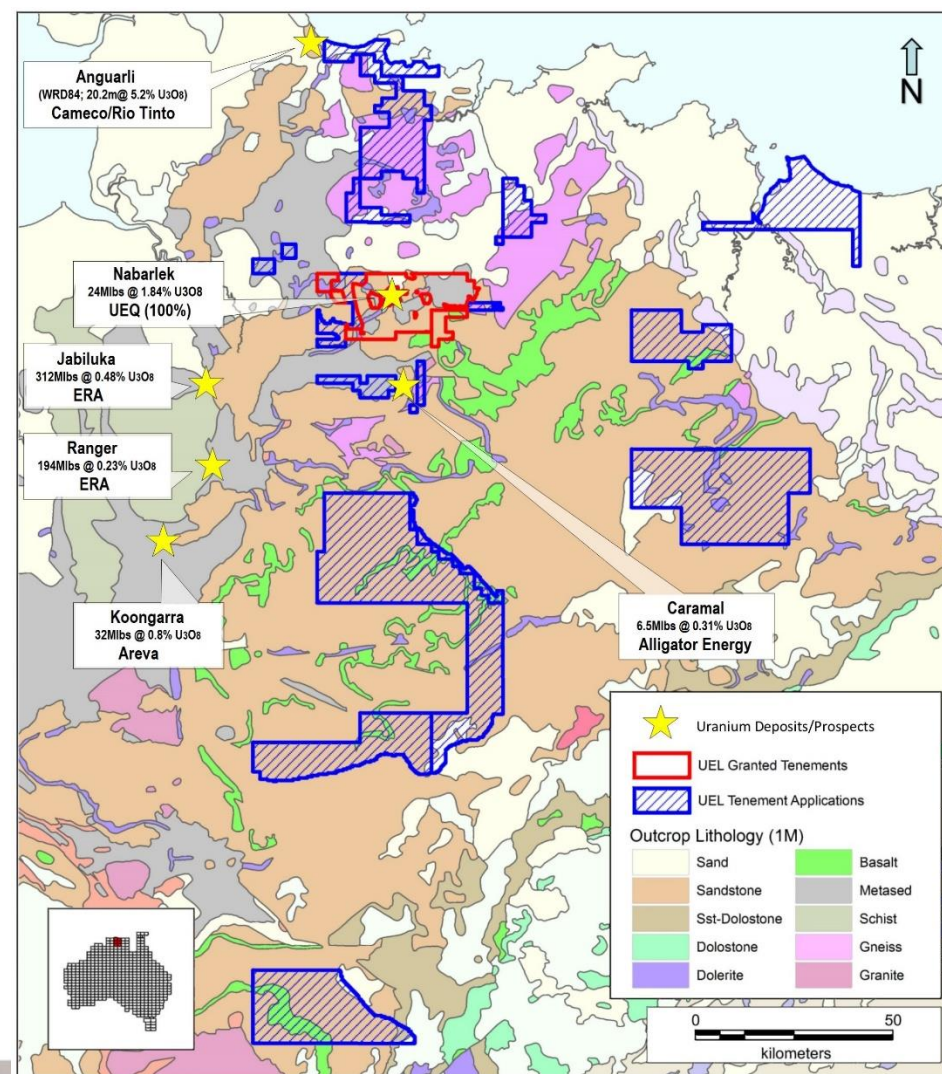 N
Anguarli
(WRD84; 20.2m@ 5.2% U₃O₈)
Cameco/Rio Tinto
Nabarlek
24Mlbs @ 1.84% U3O8
UEQ (100%)
Jabiluka
312Mlbs @ 0.48% U₃O₈
ERA
Ranger
194Mlbs @ 0.23% U₃O₈
ERA
Koongarra
32Mlbs @ 0.8% U₃O₈
Areva
Caramal
6.5Mlbs @ 0.31% U₃O₈
Alligator Energy
Uranium Deposits/Prospects
UEL Granted Tenements
UEL Tenement Applications
Outcrop Lithology (1M)
Sand
Sandstone
Sst-Dolostone
Dolostone
Dolerite
Basalt
Metased
Schist
Gneiss
Granite
0 50
kilometers